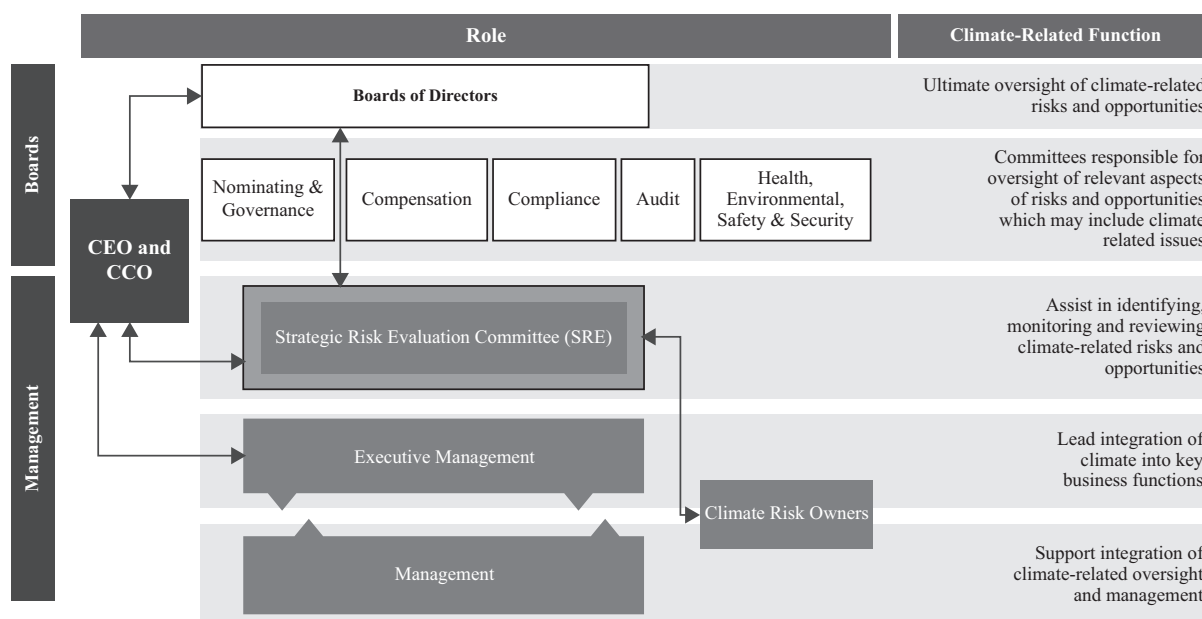 Role
Climate-Related Function
Boards
Boards of Directors
Ultimate oversight of climate-related
risks and opportunities
Nominating &
Governance
Compensation
Compliance
Audit
Health,
Environmental,
Safety & Security
Committees responsible for
oversight of relevant aspects
of risks and opportunities
which may include climate
related issues
CEO and
CCO
Management
Strategic Risk Evaluation Committee (SRE)
Assist in identifying,
monitoring and reviewing
climate-related risks and
opportunities
Executive Management
Lead integration of
climate into key
business functions
Climate Risk Owners
Management
Support integration of
climate-related oversight
and management